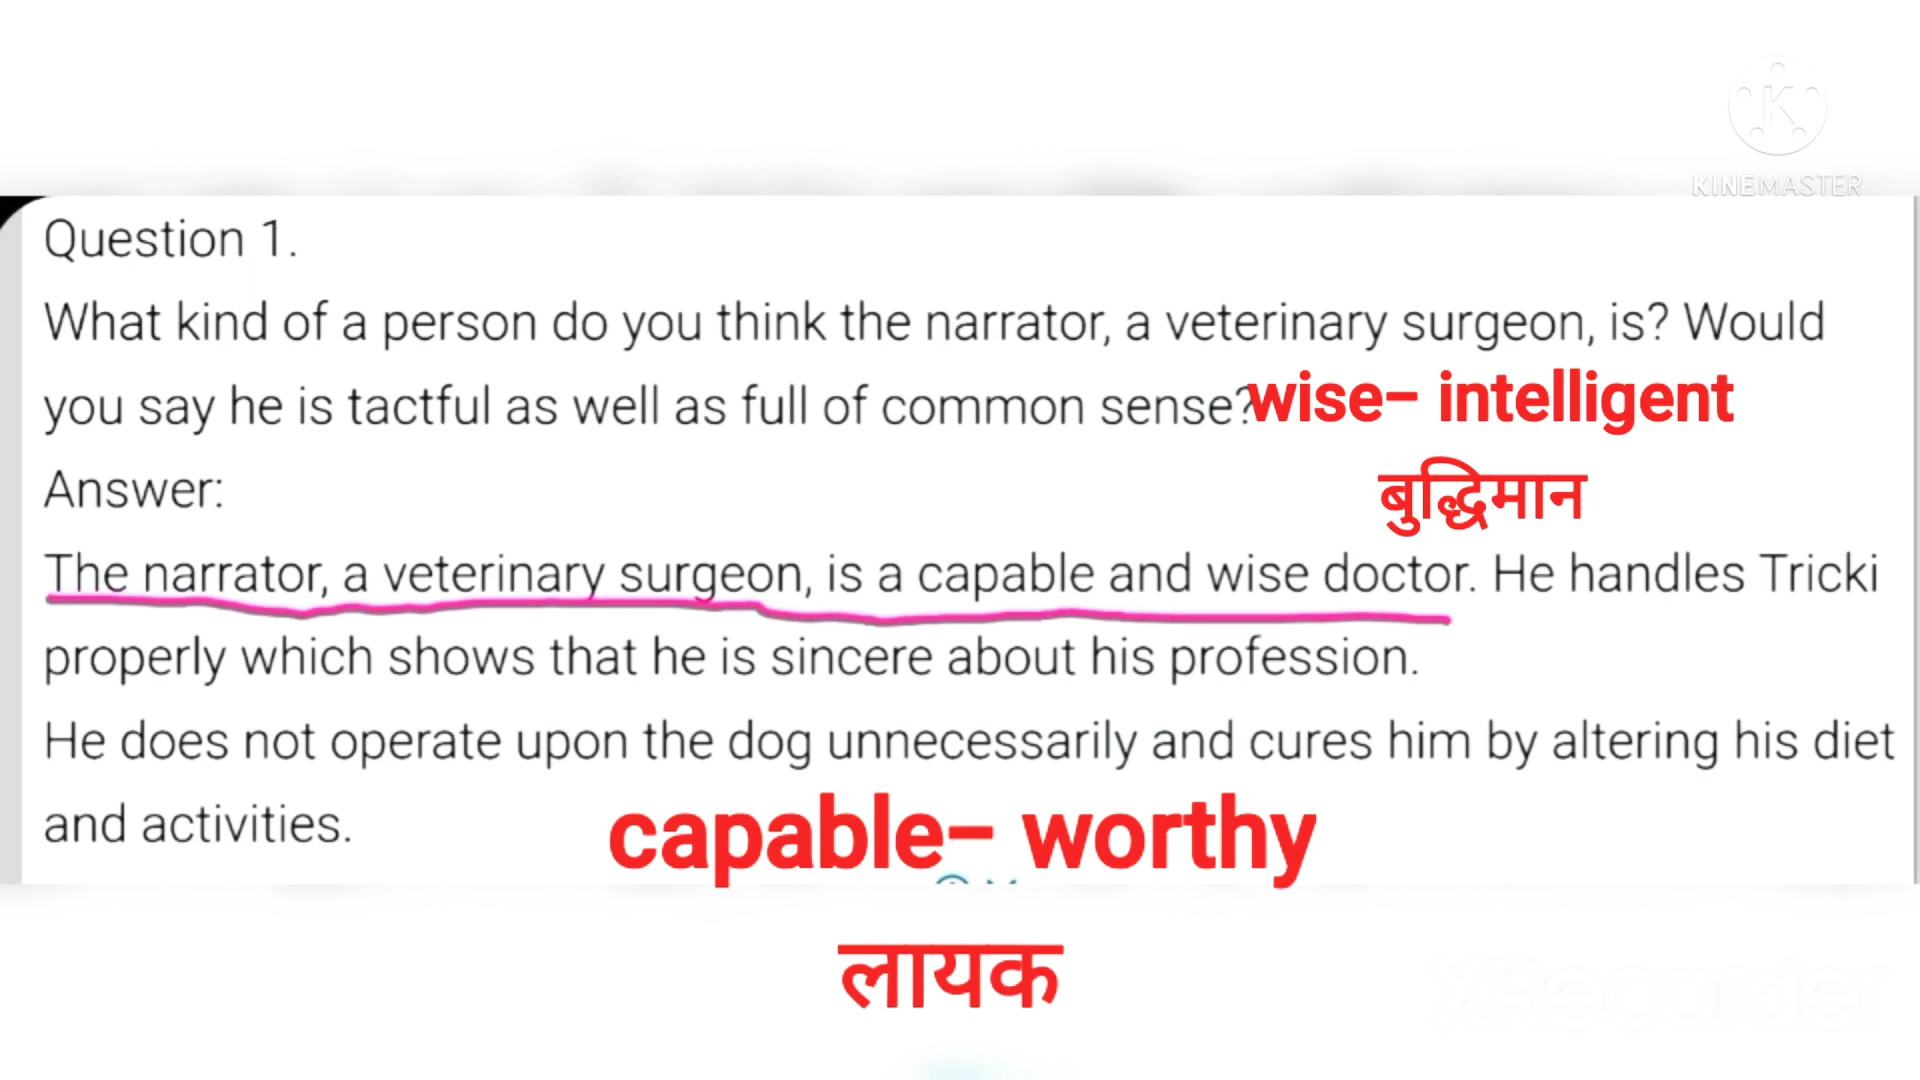 KINEMASTER
Question 1.
What kind of a person do you think the narrator, a veterinary surgeon, is? Would
you say he is tactful as well as full of common sense?
wise– intelligent
बुद्धिमान
Answer:
The narrator, a veterinary surgeon, is a capable and wise doctor. He handles Tricki
properly which shows that he is sincere about his profession.
He does not operate upon the dog unnecessarily and cures him by altering his diet
and activities.
capable– worthy
लायक
XRecorder